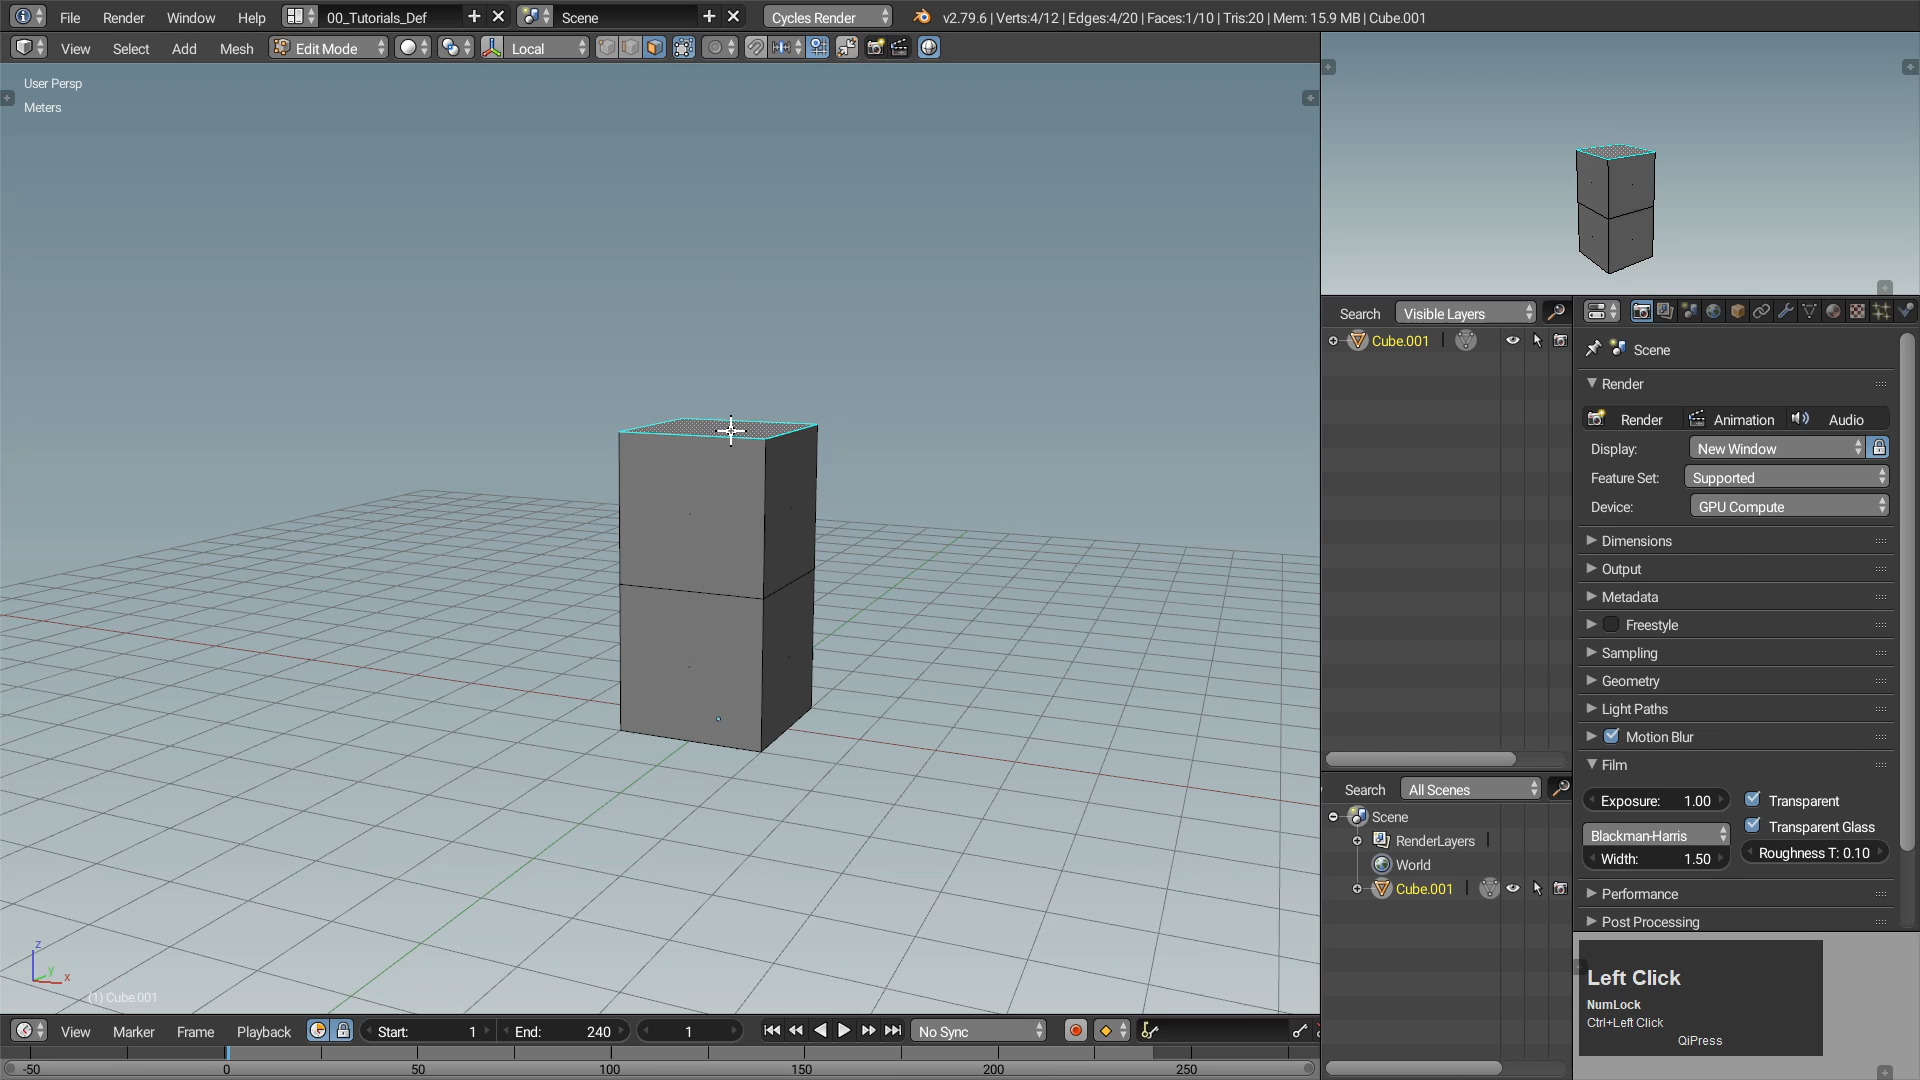 File Render Window Help 00_Tutorials_Def Scene Cycles Render v2.79.6 | Verts:4/12 | Edges:4/20 | Faces:1/10 | Tris:20 | Mem: 15.9 MB | Cube.001
View Select Add Mesh Edit Mode Local
User Persp
Meters
z
y
x
(1) Cube.001
Search Visible Layers
Cube.001
Search All Scenes
Scene
RenderLayers
World
Cube.001
Scene
Render
Render Animation Audio
Display: New Window
Feature Set: Supported
Device: GPU Compute
Dimensions
Output
Metadata
Freestyle
Sampling
Geometry
Light Paths
Motion Blur
Film
Exposure: 1.00 Transparent
Blackman-Harris Transparent Glass
Width: 1.50 Roughness T: 0.10
Performance
Post Processing
Left Click
NumLock
Ctrl+Left Click
QiPress
View Marker Frame Playback Start: 1 End: 240 1 No Sync
-50 0 50 100 150 200 250